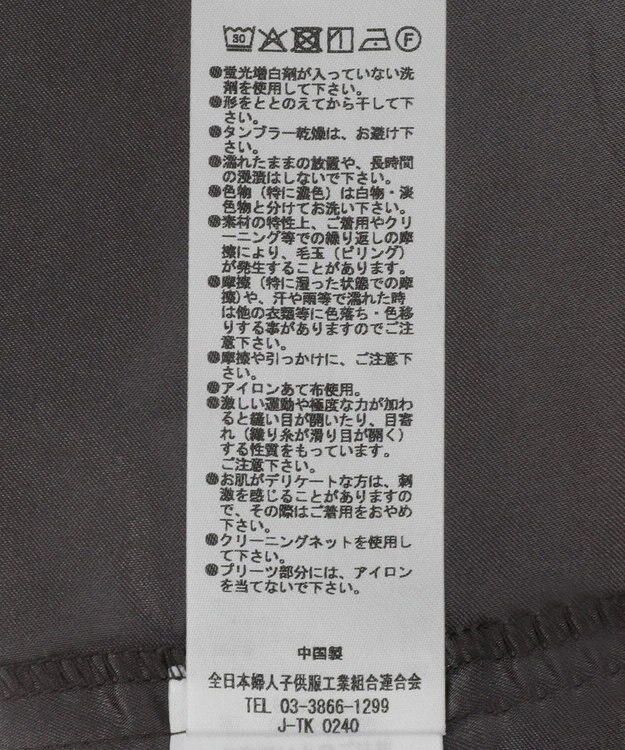 30 F
●蛍光増白剤が入っていない洗
剤を使用して下さい。
●形をととのえてから干して下
さい。
●タンブラー乾燥は、お避け下
さい。
●濡れたままの放置や、長時間
の浸漬はしないで下さい。
●色物（特に濃色）は白物・淡
色物と分けてお洗い下さい。
●素材の特性上、ご着用やクリ
ーニング等での繰り返しの摩
擦により、毛玉（ピリング）
が発生することがあります。
●摩擦（特に湿った状態での摩
擦)や、汗や雨等で濡れた時
は他の衣類等に色落ち・色移
りする事がありますのでご注
意下さい。
●摩擦や引っかけに、ご注意下
さい。
●アイロンあて布使用。
●激しい運動や極度な力が加わ
ると縫い目が開いたり、目寄
れ（織り糸が滑り目が開く）
する性質をもっています。
ご注意下さい。
●お肌がデリケートな方は、刺
激を感じることがありますの
で、その際はご着用をおやめ
下さい。
●クリーニングネットを使用し
て下さい。
●プリーツ部分には、アイロン
を当てないで下さい。
中国製
全日本婦人子供服工業組合連合会
TEL 03-3866-1299
J-TK 0240